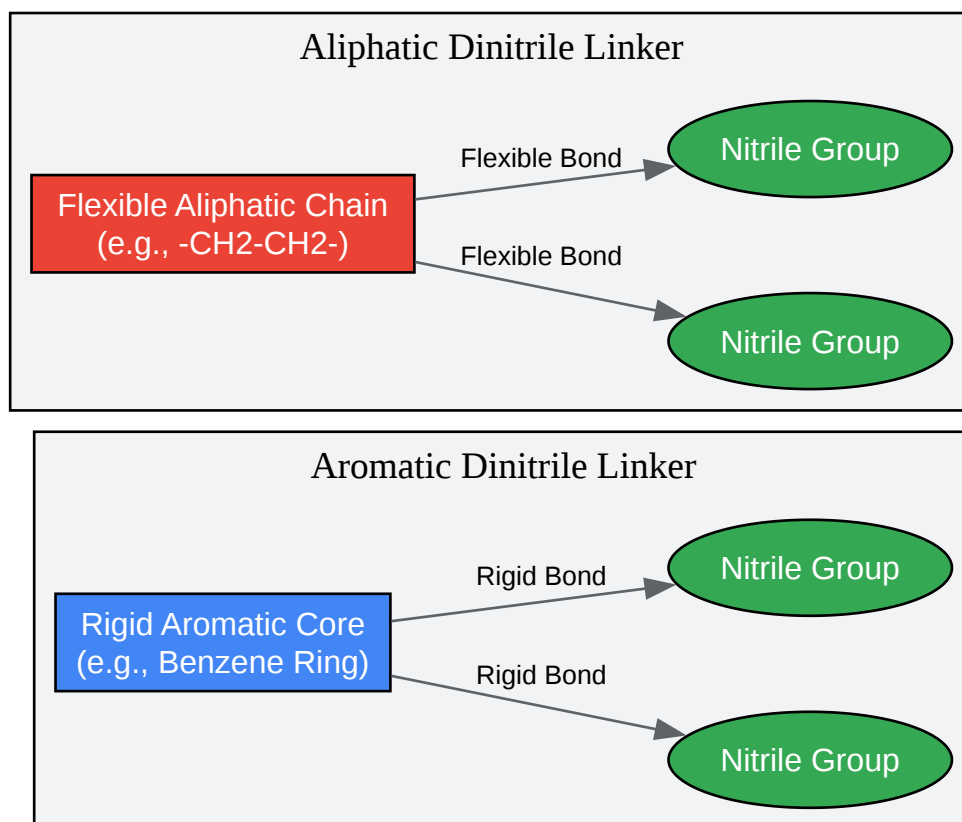 Aliphatic Dinitrile Linker
Flexible Aliphatic Chain
(e.g., -CH2-CH2-)
Flexible Bond
Flexible Bond
Nitrile Group
Nitrile Group
Aromatic Dinitrile Linker
Rigid Aromatic Core
(e.g., Benzene Ring)
Rigid Bond
Rigid Bond
Nitrile Group
Nitrile Group